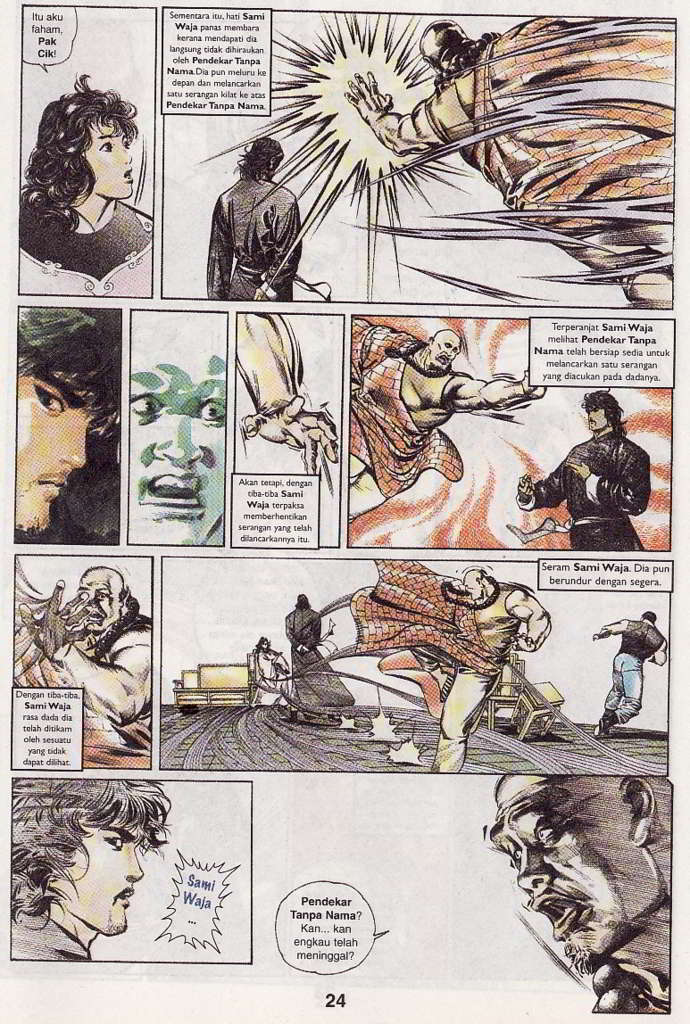 Itu aku
faham,
Pak
Cik!
Sementara itu, hati Sami
Waja panas membara
kerana mendapati dia
langsung tidak dihiraukan
oleh Pendekar Tanpa
Nama.Dia pun meluru ke
depan dan melancarkan
satu serangan kilat ke atas
Pendekar Tanpa Nama.
Akan tetapi, dengan
tiba-tiba Sami
Waja terpaksa
memberhentikan
serangan yang telah
dilancarkannya itu.
Terperanjat Sami Waja
melihat Pendekar Tanpa
Nama telah bersiap sedia untuk
melancarkan satu serangan
yang diacukan pada dadanya.
Dengan tiba-tiba,
Sami Waja
rasa dada dia
telah ditikam
oleh sesuatu
yang tidak
dapat dilihat.
Seram Sami Waja. Dia pun
berundur dengan segera.
Sami
Waja
...
Pendekar
Tanpa Nama?
Kan... kan
engkau telah
meninggal?
24